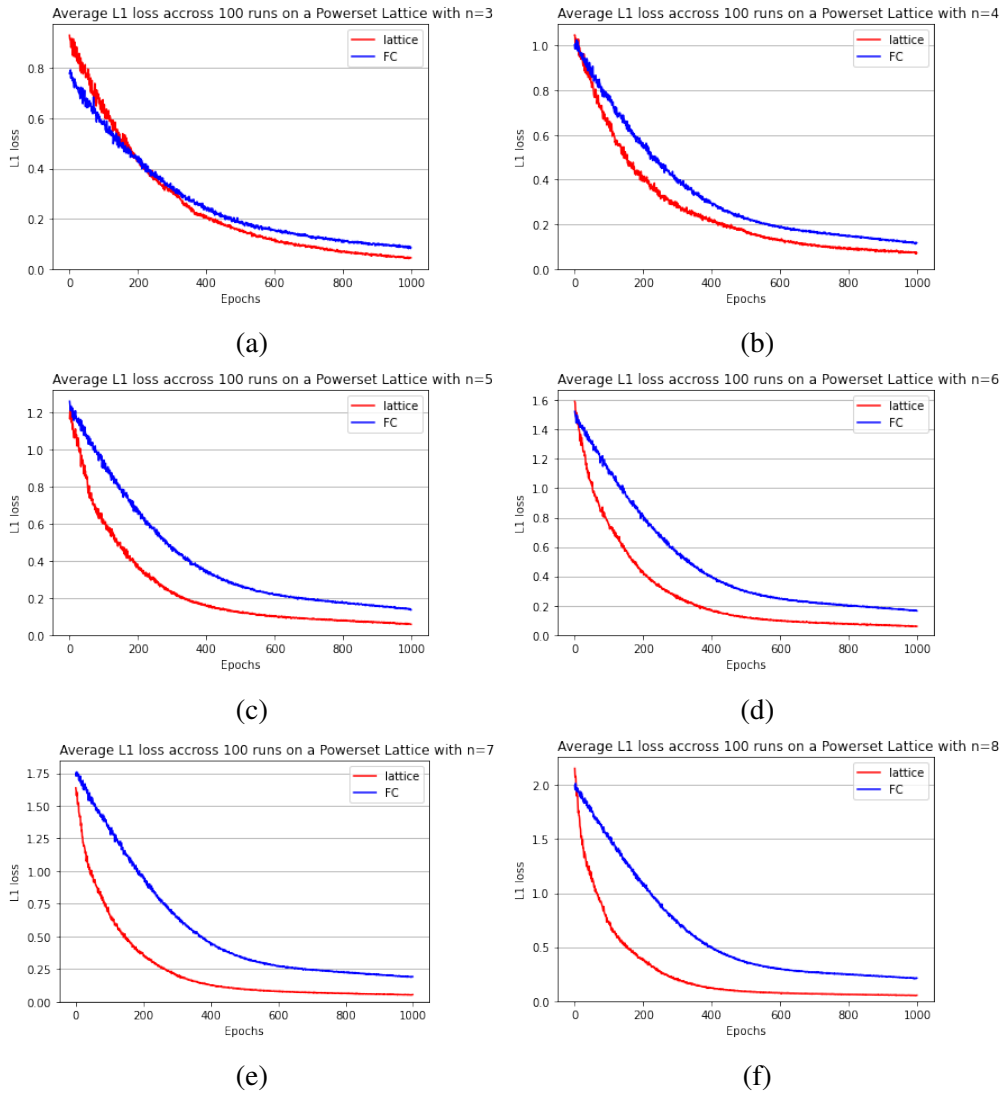 Average L1 loss accross 100 runs on a Powerset Lattice with n=3
lattice
FC
L1 loss
0.8
0.6
0.4
0.2
0.0
0 200 400 600 800 1000
Epochs
(a)
Average L1 loss accross 100 runs on a Powerset Lattice with n=4
lattice
FC
L1 loss
1.0
0.8
0.6
0.4
0.2
0.0
0 200 400 600 800 1000
Epochs
(b)
Average L1 loss accross 100 runs on a Powerset Lattice with n=5
lattice
FC
L1 loss
1.2
1.0
0.8
0.6
0.4
0.2
0.0
0 200 400 600 800 1000
Epochs
(c)
Average L1 loss accross 100 runs on a Powerset Lattice with n=6
lattice
FC
L1 loss
1.6
1.4
1.2
1.0
0.8
0.6
0.4
0.2
0.0
0 200 400 600 800 1000
Epochs
(d)
Average L1 loss accross 100 runs on a Powerset Lattice with n=7
lattice
FC
L1 loss
1.75
1.50
1.25
1.00
0.75
0.50
0.25
0.00
0 200 400 600 800 1000
Epochs
(e)
Average L1 loss accross 100 runs on a Powerset Lattice with n=8
lattice
FC
L1 loss
2.0
1.5
1.0
0.5
0.0
0 200 400 600 800 1000
Epochs
(f)